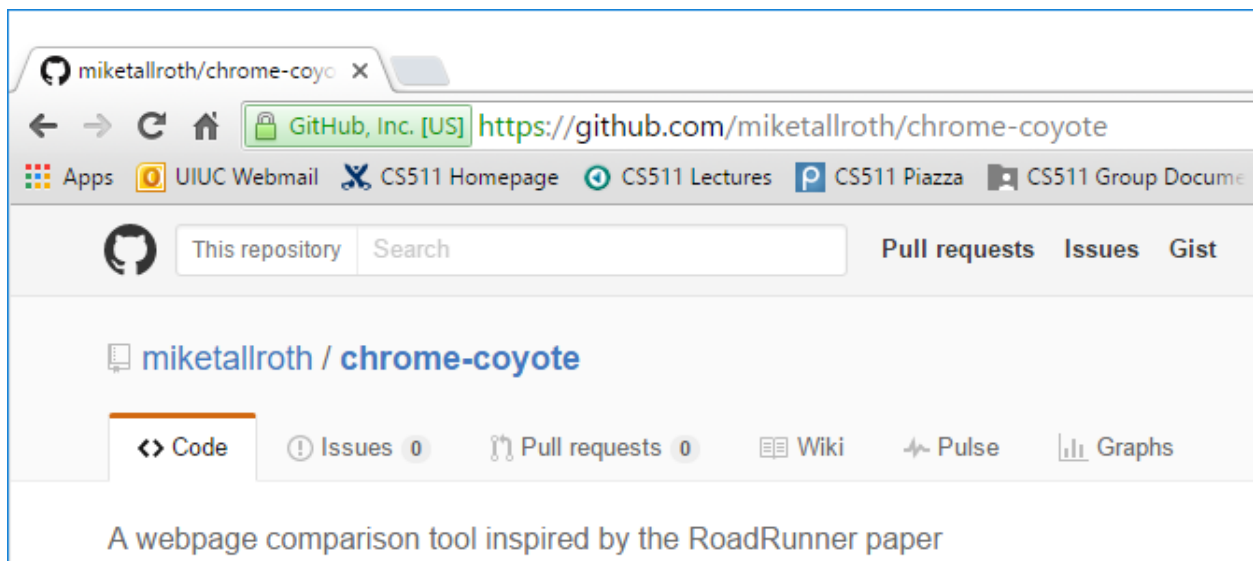 miketallroth/chrome-coyo
GitHub, Inc. [US] https://github.com/miketallroth/chrome-coyote
Apps UIUC Webmail CS511 Homepage CS511 Lectures CS511 Piazza CS511 Group Docume
This repository Search Pull requests Issues Gist
miketallroth / chrome-coyote
Code Issues 0 Pull requests 0 Wiki Pulse Graphs
A webpage comparison tool inspired by the RoadRunner paper